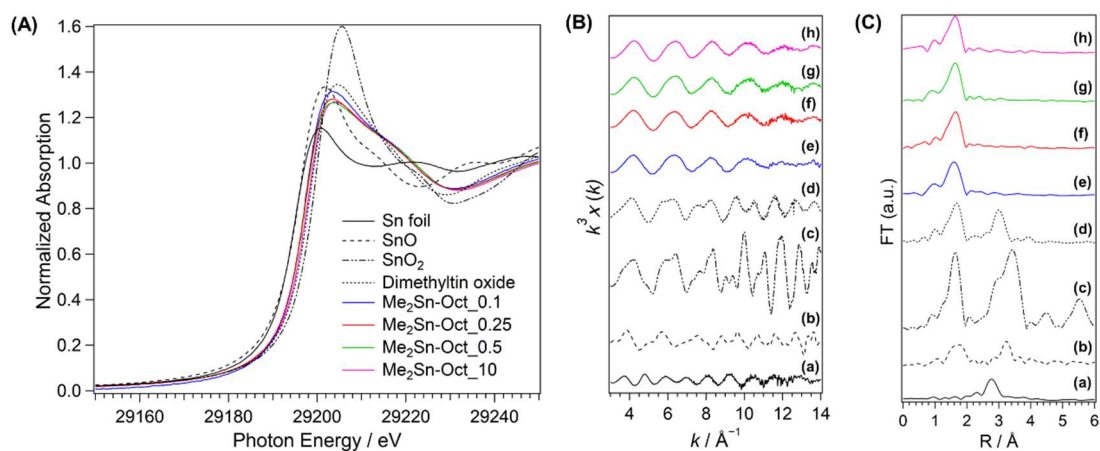 (A)
1.6
1.4
1.2
1.0
0.8
0.6
0.4
0.2
0.0
Normalized Absorption
Sn foil
SnO
SnO₂
Dimethyltin oxide
Me₂Sn-Oct_0.1
Me₂Sn-Oct_0.25
Me₂Sn-Oct_0.5
Me₂Sn-Oct_10
29160 29180 29200 29220 29240
Photon Energy / eV
(B)
k³ x (k)
(h)
(g)
(f)
(e)
(d)
(c)
(b)
(a)
4 6 8 10 12 14
k / Å⁻¹
(C)
FT (a.u.)
(h)
(g)
(f)
(e)
(d)
(c)
(b)
(a)
0 1 2 3 4 5 6
R / Å